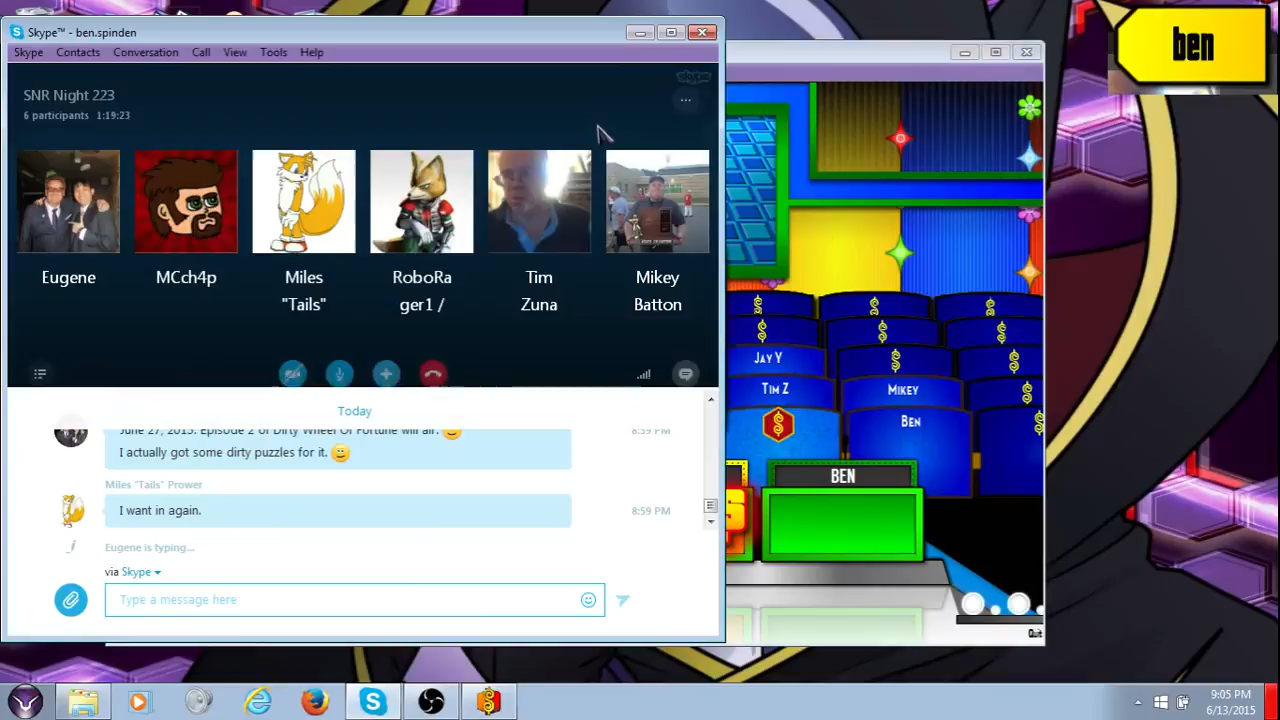 Skype™ - ben.spinden
Skype Contacts Conversation Call View Tools Help
ben
SNR Night 223
6 participants 1:19:23
Eugene
MCch4p
Miles
"Tails"
RoboRa
ger1 /
Tim
Zuna
Mikey
Batton
Today
June 27, 2015. Episode 2 of Dirty Wheel Of Fortune will air. 8:59 PM
I actually got some dirty puzzles for it.
Miles "Tails" Prower
I want in again. 8:59 PM
Eugene is typing...
via Skype
Type a message here
JAY Y
TIM Z
MIKEY
BEN
BEN
Quit
9:05 PM
6/13/2015